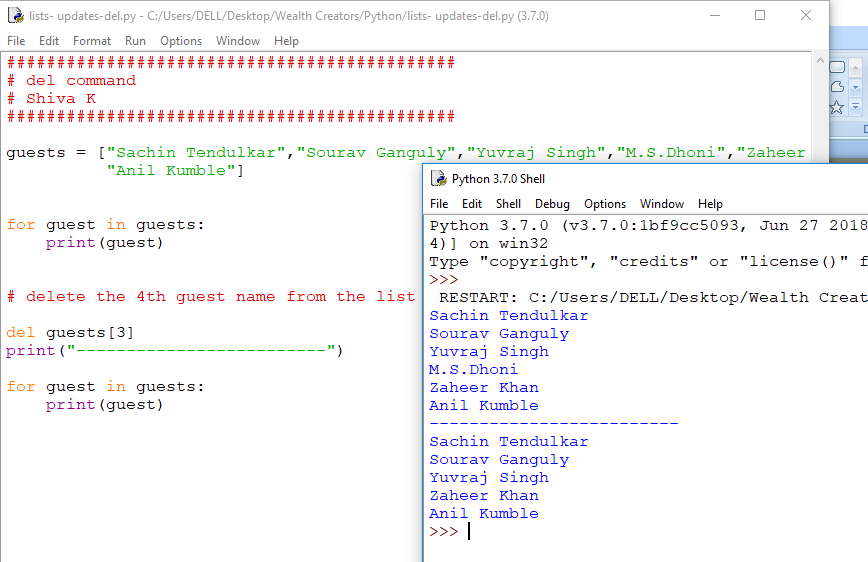 lists- updates-del.py - C:/Users/DELL/Desktop/Wealth Creators/Python/lists- updates-del.py (3.7.0)
File Edit Format Run Options Window Help
#############################################
# del command
# Shiva K
#############################################
guests = ["Sachin Tendulkar","Sourav Ganguly","Yuvraj Singh","M.S.Dhoni","Zaheer
"Anil Kumble"]
for guest in guests:
print(guest)
# delete the 4th guest name from the list
del guests[3]
print("-------------------------")
for guest in guests:
print(guest)
Python 3.7.0 Shell
File Edit Shell Debug Options Window Help
Python 3.7.0 (v3.7.0:1bf9cc5093, Jun 27 2018
4)] on win32
Type "copyright", "credits" or "license()" f
>>>
RESTART: C:/Users/DELL/Desktop/Wealth Creat
Sachin Tendulkar
Sourav Ganguly
Yuvraj Singh
M.S.Dhoni
Zaheer Khan
Anil Kumble
-------------------------
Sachin Tendulkar
Sourav Ganguly
Yuvraj Singh
Zaheer Khan
Anil Kumble
>>>